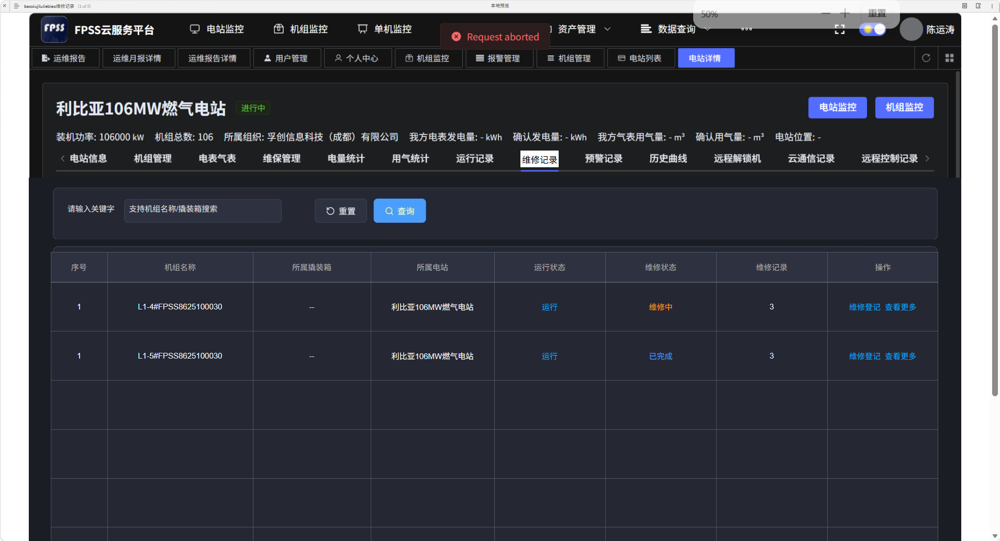 baoxiujiluliebiao维修记录 (1 of 5)
本地预览
50%
重置
FPSS
FPSS云服务平台
电站监控
机组监控
单机监控
Request aborted
资产管理
数据查询
陈运涛
运维报告
运维月报详情
运维报告详情
用户管理
个人中心
机组监控
报警管理
机组管理
电站列表
电站详情
利比亚106MW燃气电站
进行中
电站监控
机组监控
装机功率: 106000 kW 机组总数: 106 所属组织: 孚创信息科技（成都）有限公司 我方电表发电量: - kWh 确认发电量: - kWh 我方气表用气量: - m³ 确认用气量: - m³ 电站位置: -
电站信息 机组管理 电表气表 维保管理 电量统计 用气统计 运行记录 维修记录 预警记录 历史曲线 远程解锁机 云通信记录 远程控制记录
请输入关键字 支持机组名称/撬装箱搜索 重置 查询
序号 机组名称 所属撬装箱 所属电站 运行状态 维修状态 维修记录 操作
1 L1-4#FPSS8625100030 -- 利比亚106MW燃气电站 运行 维修中 3 维修登记 查看更多
1 L1-5#FPSS8625100030 -- 利比亚106MW燃气电站 运行 已完成 3 维修登记 查看更多